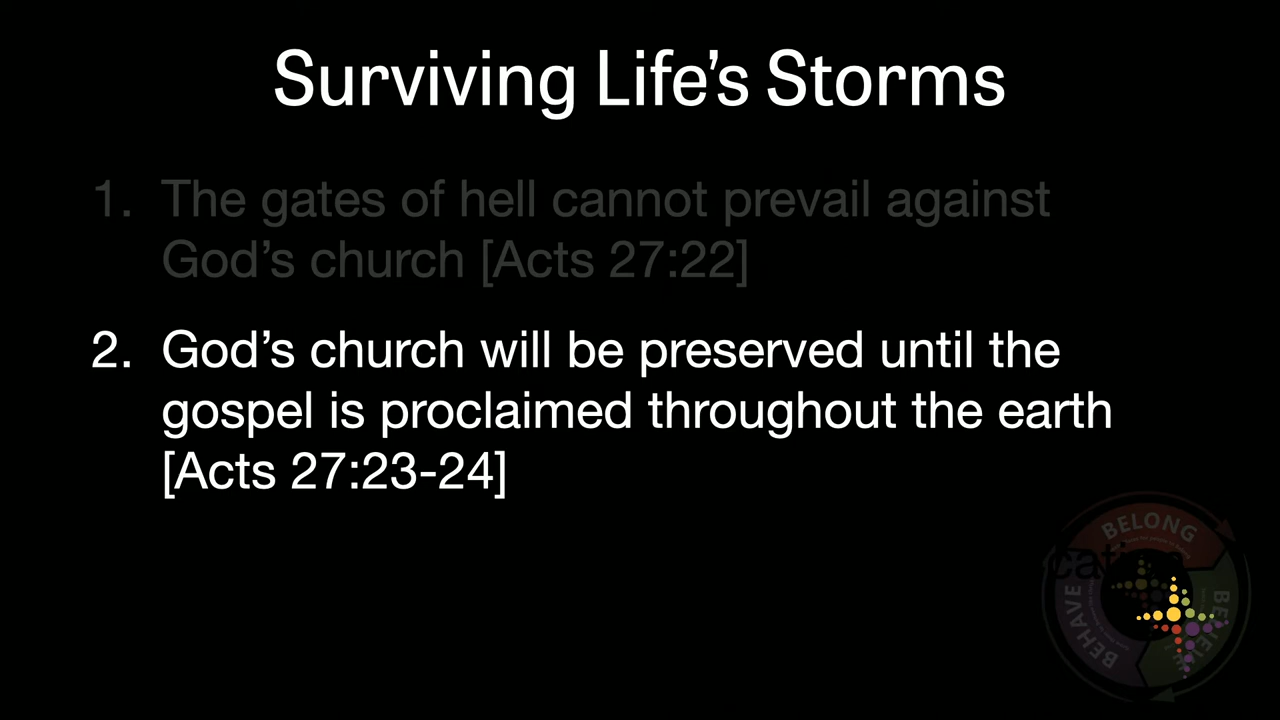 Surviving Life’s Storms
1. The gates of hell cannot prevail against
God’s church [Acts 27:22]
2. God’s church will be preserved until the
gospel is proclaimed throughout the earth
[Acts 27:23-24]
BELONG
BEHAVE